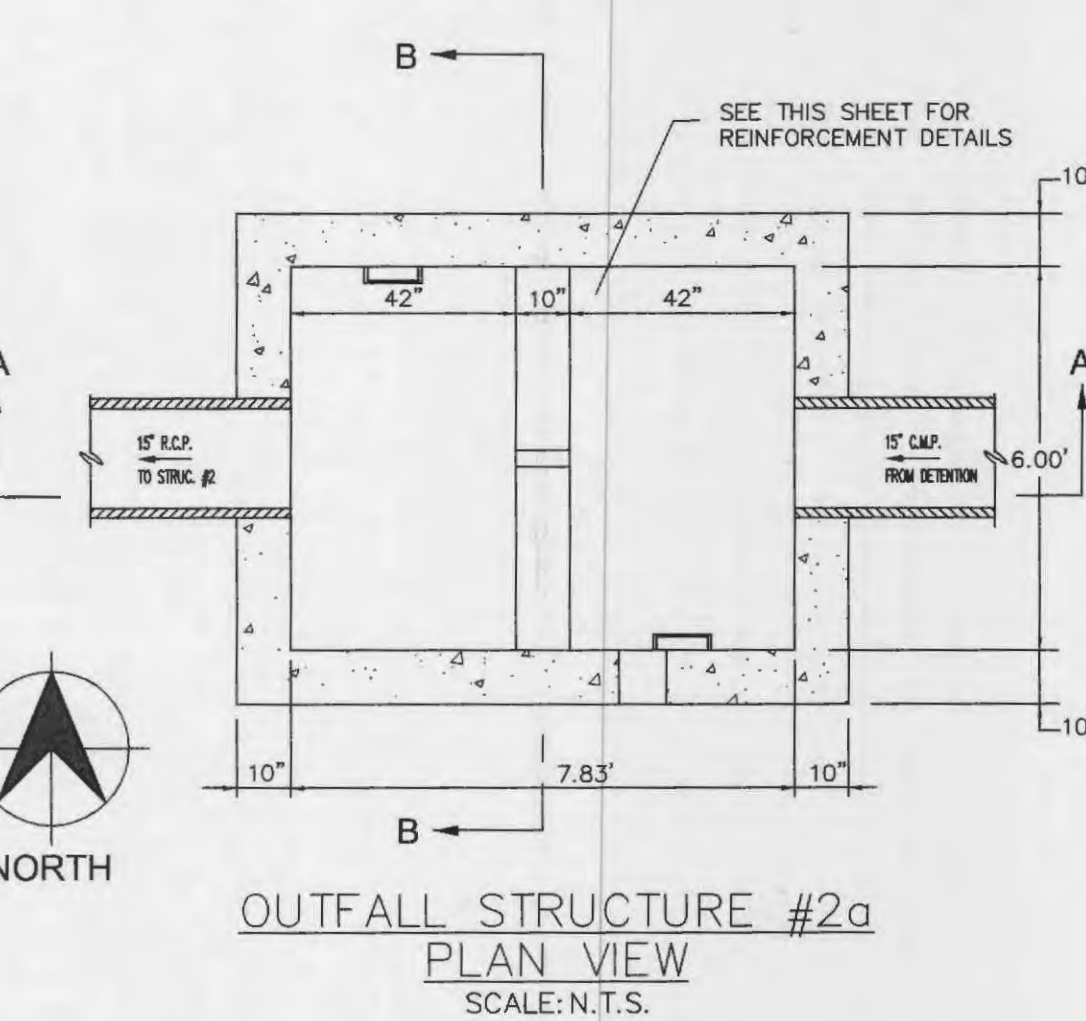 B
SEE THIS SHEET FOR
REINFORCEMENT DETAILS
10
42"
10"
42"
A
A
15" R.C.P.
TO STRUC. #2
15" C.M.P.
FROM DETENTION
6.00'
10"
7.83'
10"
10
B
NORTH
OUTFALL STRUCTURE #2a
PLAN VIEW
SCALE: N.T.S.